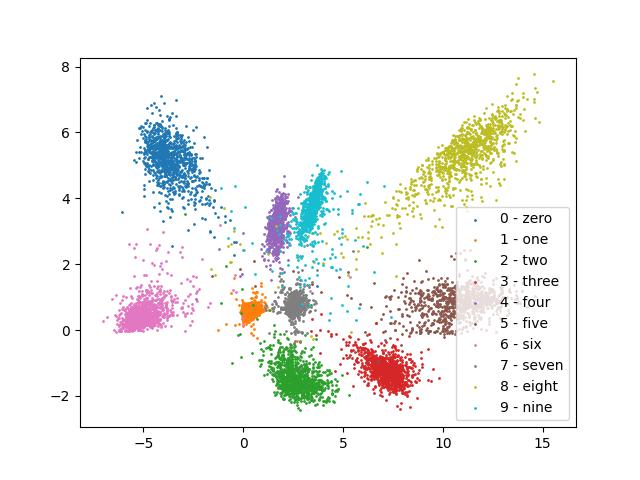 8
6
4
2
0
−2
−5
0
5
10
15
0 - zero
1 - one
2 - two
3 - three
4 - four
5 - five
6 - six
7 - seven
8 - eight
9 - nine